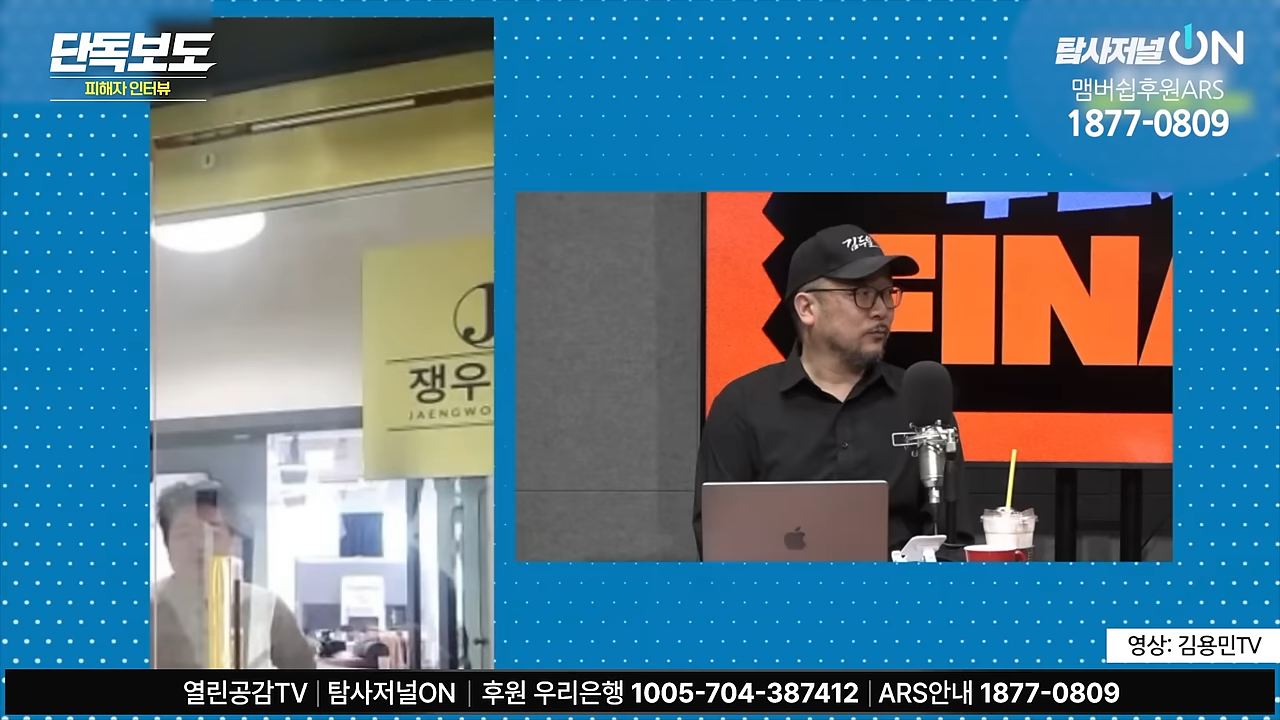 단독보도
피해자 인터뷰
탐사저널 ON
맴버쉽후원ARS
1877-0809
J
쟁우
JAENGWO
FINA
영상: 김용민TV
열린공감TV | 탐사저널ON | 후원 우리은행 1005-704-387412 | ARS안내 1877-0809